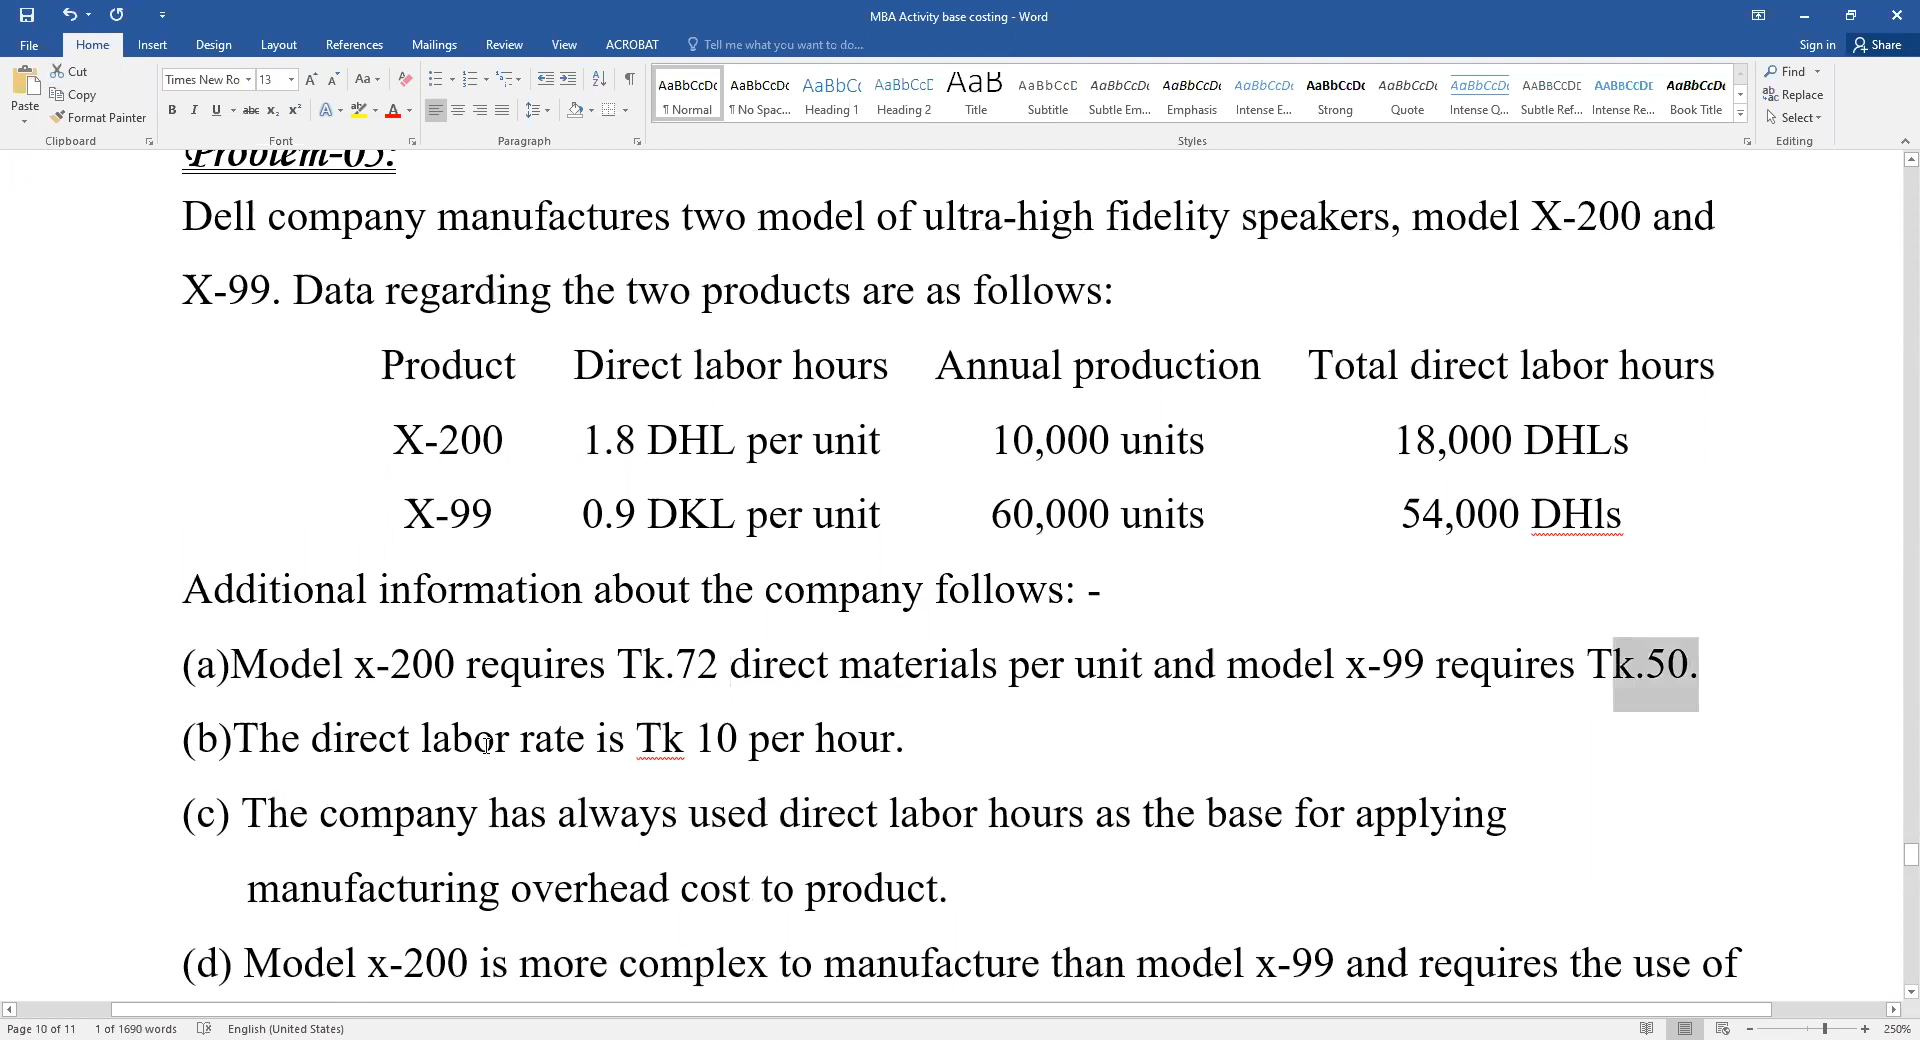 MBA Activity base costing - Word
File Home Insert Design Layout References Mailings Review View ACROBAT Tell me what you want to do... Sign in Share
Paste Cut Copy Format Painter
Clipboard
Times New Ro 13
Font
Paragraph
AaBbCcDc AaBbCcDc AaBbCc AaBbCcD AaB AaBbCcD AaBbCcDc AaBbCcDc AaBbCcDc AaBbCcDc AaBbCcDc AaBbCcDc AABBCCDE AABBCCDE AaBbCcDc
¶ Normal ¶ No Spac... Heading 1 Heading 2 Title Subtitle Subtle Em... Emphasis Intense E... Strong Quote Intense Q... Subtle Ref... Intense Re... Book Title
Styles
Find
Replace
Select
Editing
Problem-05:
Dell company manufactures two model of ultra-high fidelity speakers, model X-200 and
X-99. Data regarding the two products are as follows:
Product Direct labor hours Annual production Total direct labor hours
X-200 1.8 DHL per unit 10,000 units 18,000 DHLs
X-99 0.9 DKL per unit 60,000 units 54,000 DHls
Additional information about the company follows: -
(a)Model x-200 requires Tk.72 direct materials per unit and model x-99 requires Tk.50.
(b)The direct labor rate is Tk 10 per hour.
(c) The company has always used direct labor hours as the base for applying
manufacturing overhead cost to product.
(d) Model x-200 is more complex to manufacture than model x-99 and requires the use of
Page 10 of 11 1 of 1690 words English (United States) 250%